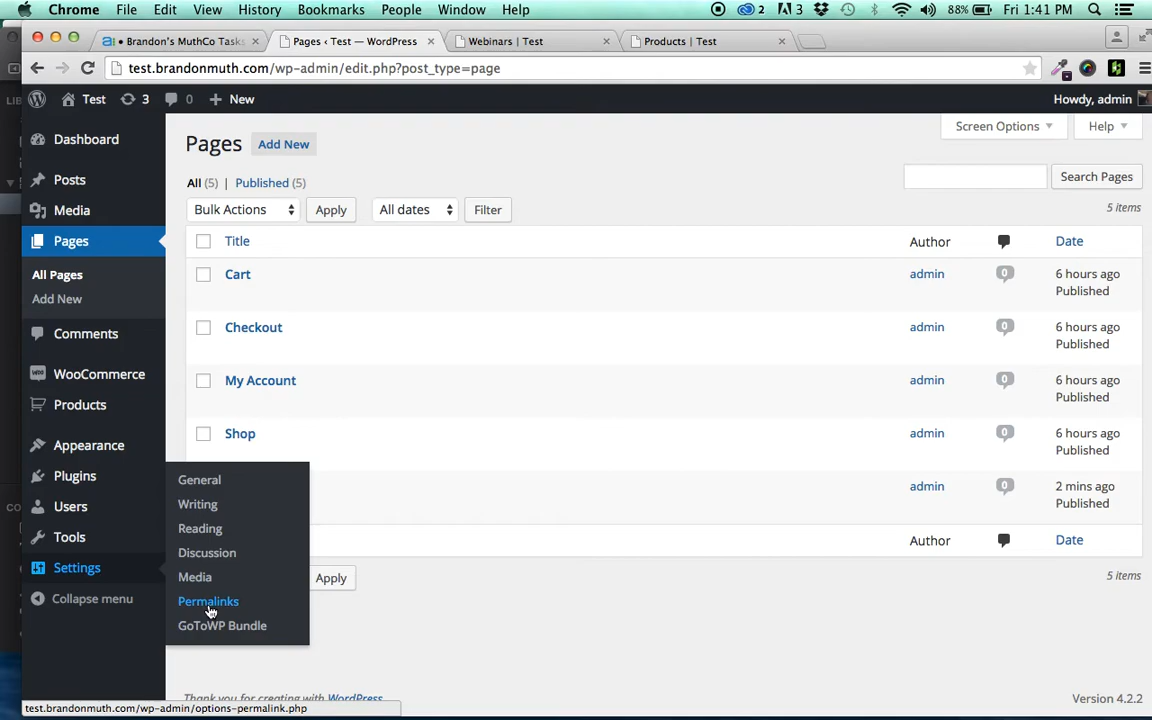 Chrome File Edit View History Bookmarks People Window Help 2 3 88% Fri 1:41 PM
• Brandon's MuthCo Tasks × Pages ‹ Test — WordPress × Webinars | Test × Products | Test ×
test.brandonmuth.com/wp-admin/edit.php?post_type=page
Test 3 0 + New Howdy, admin
Screen Options Help
Dashboard
Posts
Media
Pages
All Pages
Add New
Comments
WooCommerce
Products
Appearance
Plugins
Users
Tools
Settings
Collapse menu
General
Writing
Reading
Discussion
Media
Permalinks
GoToWP Bundle
Pages Add New
All (5) | Published (5)
Search Pages
Bulk Actions Apply All dates Filter 5 items
Title Author Date
Cart admin 0 6 hours ago
Published
Checkout admin 0 6 hours ago
Published
My Account admin 0 6 hours ago
Published
Shop admin 0 6 hours ago
Published
admin 0 2 mins ago
Published
Author Date
Apply 5 items
Thank you for creating with WordPress Version 4.2.2
test.brandonmuth.com/wp-admin/options-permalink.php